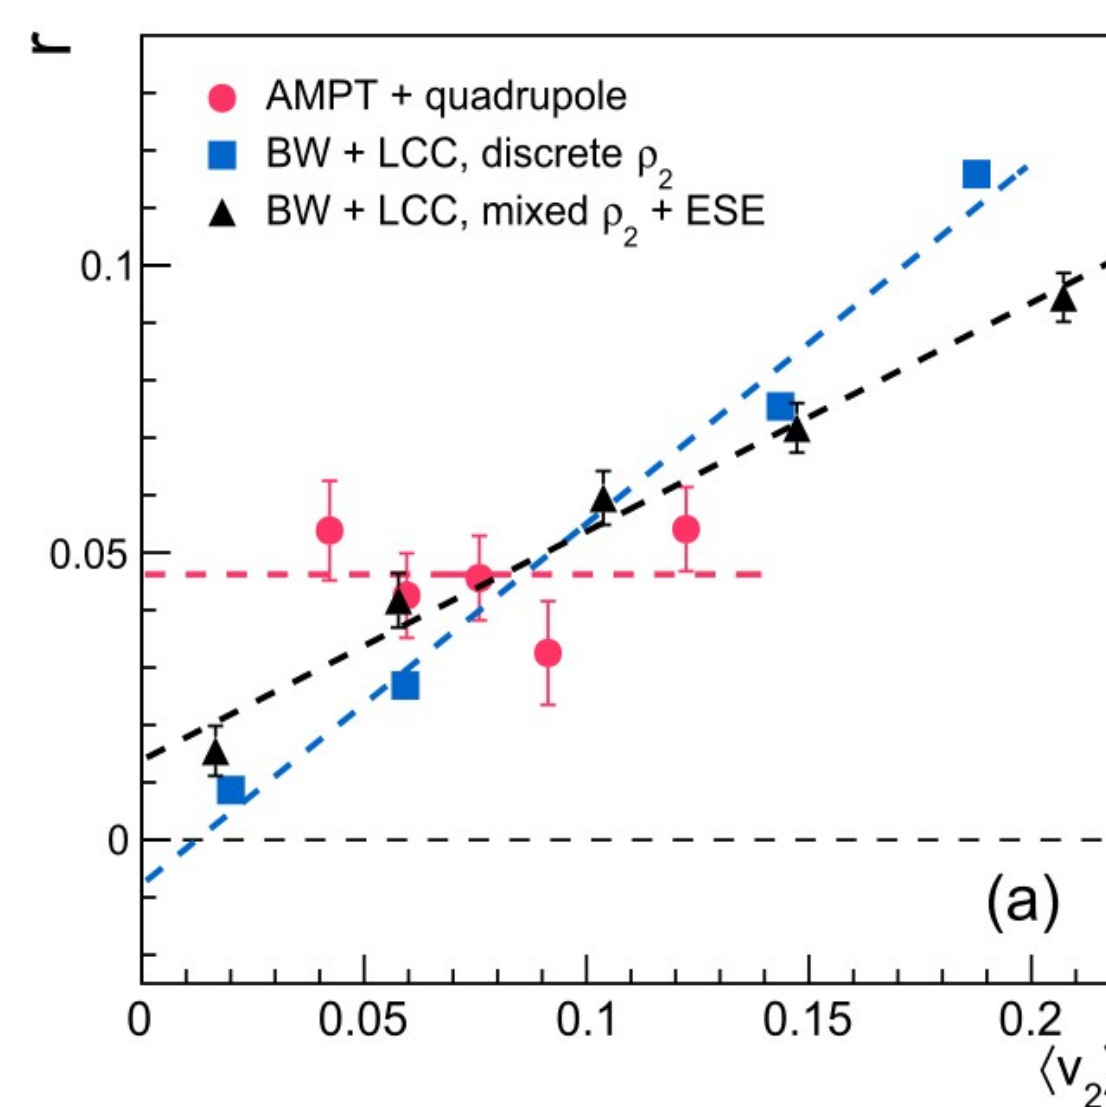 r
AMPT + quadrupole
BW + LCC, discrete ρ₂
BW + LCC, mixed ρ₂ + ESE
0.1
0.05
0
(a)
0 0.05 0.1 0.15 0.2
⟨v₂